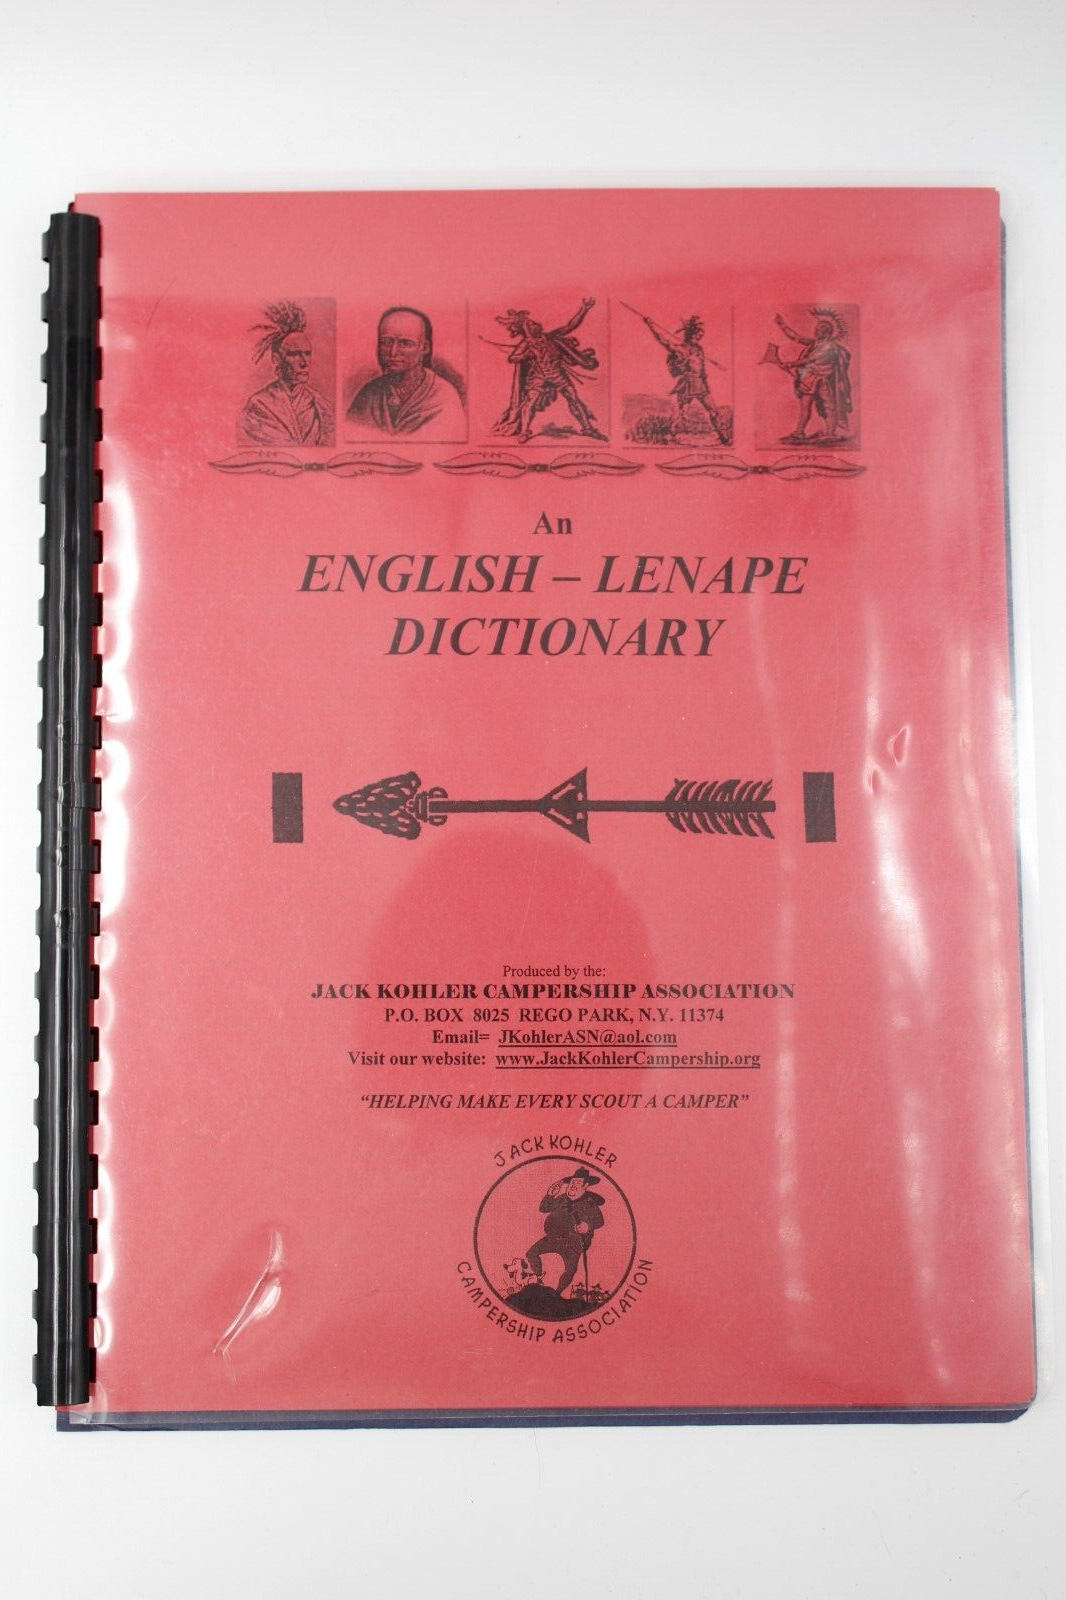 An
ENGLISH – LENAPE
DICTIONARY
Produced by the:
JACK KOHLER CAMPERSHIP ASSOCIATION
P.O. BOX 8025 REGO PARK, N.Y. 11374
Email= JKohlerASN@aol.com
Visit our website: www.JackKohlerCampership.org
“HELPING MAKE EVERY SCOUT A CAMPER”
JACK KOHLER
CAMPERSHIP ASSOCIATION